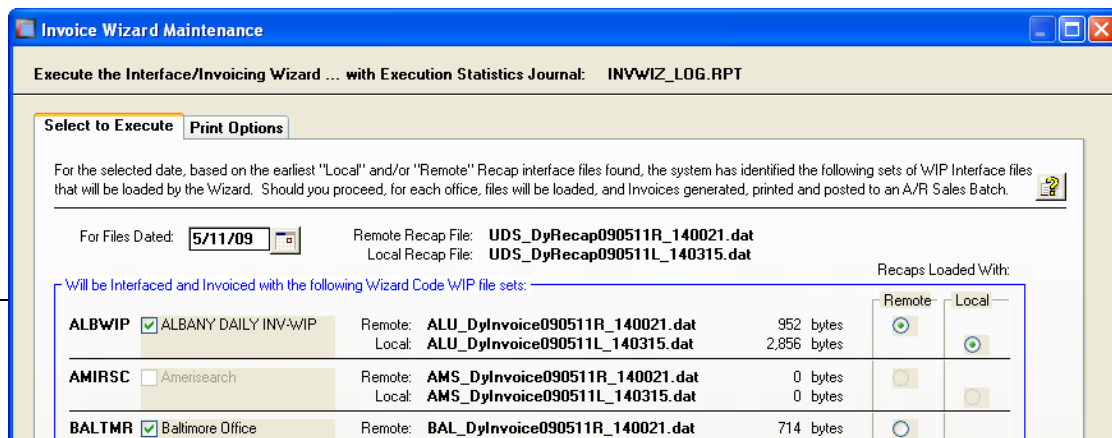 Invoice Wizard Maintenance
Execute the Interface/Invoicing Wizard ... with Execution Statistics Journal: INVWIZ_LOG.RPT
Select to Execute Print Options
For the selected date, based on the earliest "Local" and/or "Remote" Recap interface files found, the system has identified the following sets of WIP Interface files
that will be loaded by the Wizard. Should you proceed, for each office, files will be loaded, and Invoices generated, printed and posted to an A/R Sales Batch.
For Files Dated: 5/11/09 Remote Recap File: UDS_DyRecap090511R_140021.dat
Local Recap File: UDS_DyRecap090511L_140315.dat
Recaps Loaded With:
Will be Interfaced and Invoiced with the following Wizard Code WIP file sets:
Remote Local
ALBWIP ALBANY DAILY INV-WIP Remote: ALU_DyInvoice090511R_140021.dat 952 bytes
Local: ALU_DyInvoice090511L_140315.dat 2,856 bytes
AMIRSC Amerisearch Remote: AMS_DyInvoice090511R_140021.dat 0 bytes
Local: AMS_DyInvoice090511L_140315.dat 0 bytes
BALTMR Baltimore Office Remote: BAL_DyInvoice090511R_140021.dat 714 bytes